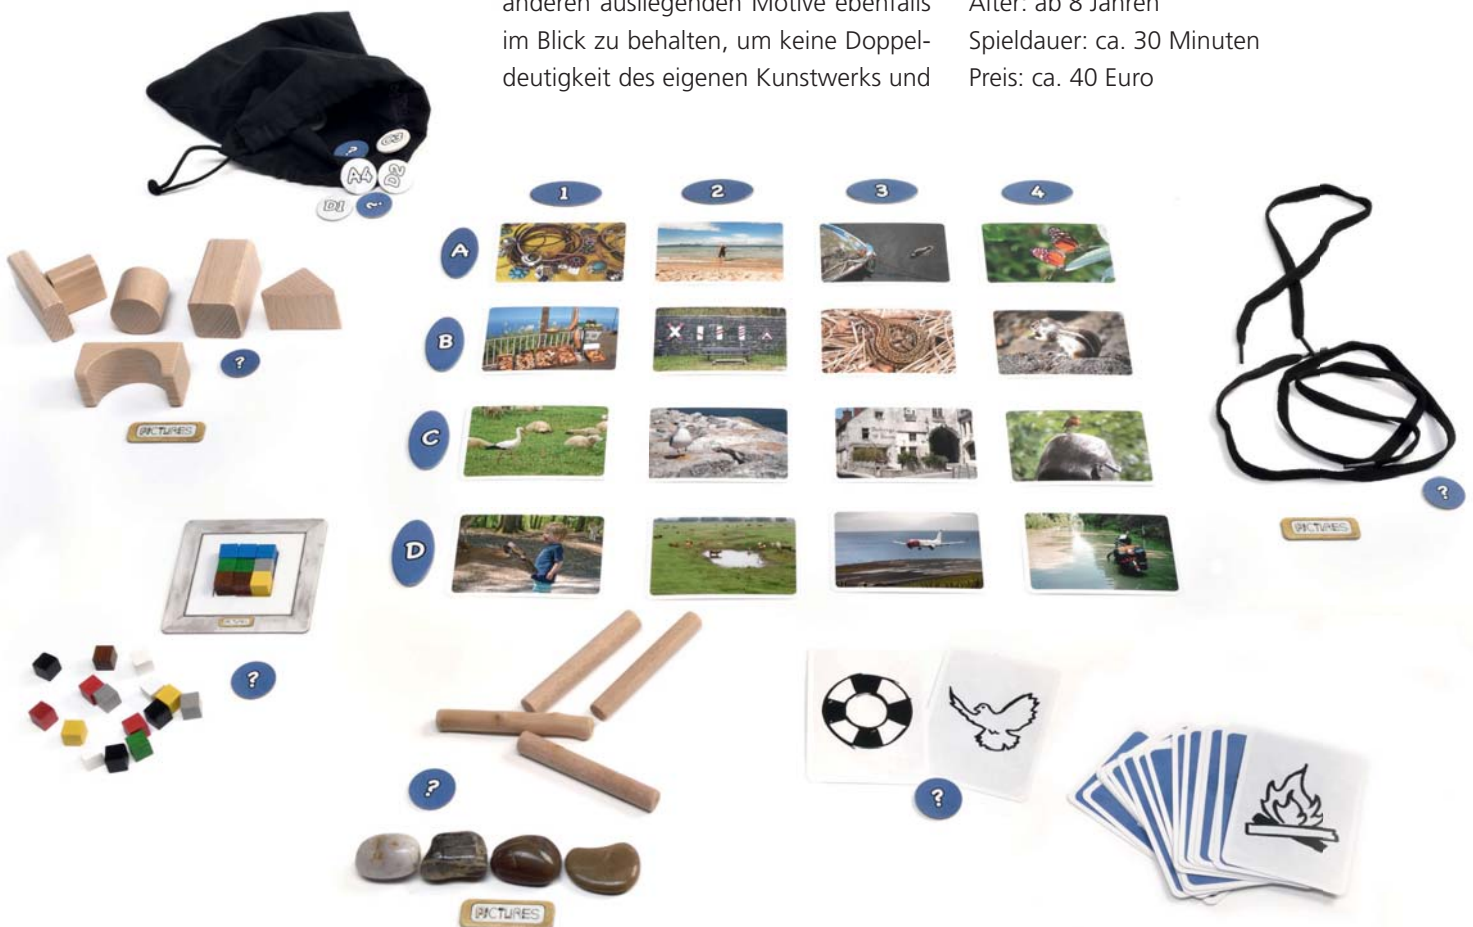 anderen ausliegenden Motive ebenfalls
im Blick zu behalten, um keine Doppel-
deutigkeit des eigenen Kunstwerks und
Alter: ab 8 Jahren
Spieldauer: ca. 30 Minuten
Preis: ca. 40 Euro
?
C3
A4
D2
D1
?
1
2
3
4
A
B
C
D
?
PICTURES
?
PICTURES
PICTURES
?
?
?
PICTURES